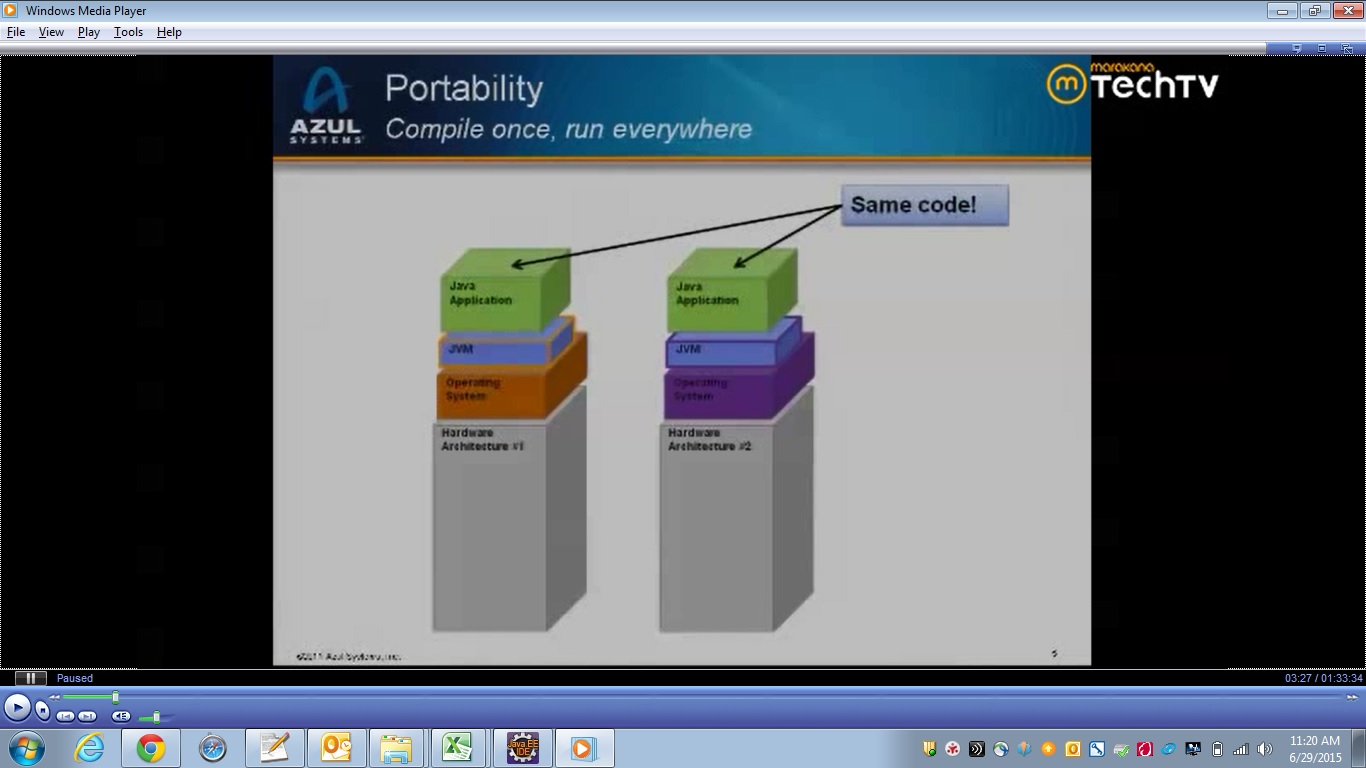 Windows Media Player
File View Play Tools Help
AZUL
SYSTEMS
Portability
Compile once, run everywhere
marakana
m TechTV
Same code!
Java
Application
JVM
Operating
System
Hardware
Architecture #1
Java
Application
JVM
Operating
System
Hardware
Architecture #2
©2011 Azul Systems, Inc.
Paused
03:27 / 01:33:34
Java EE
IDE
11:20 AM
6/29/2015